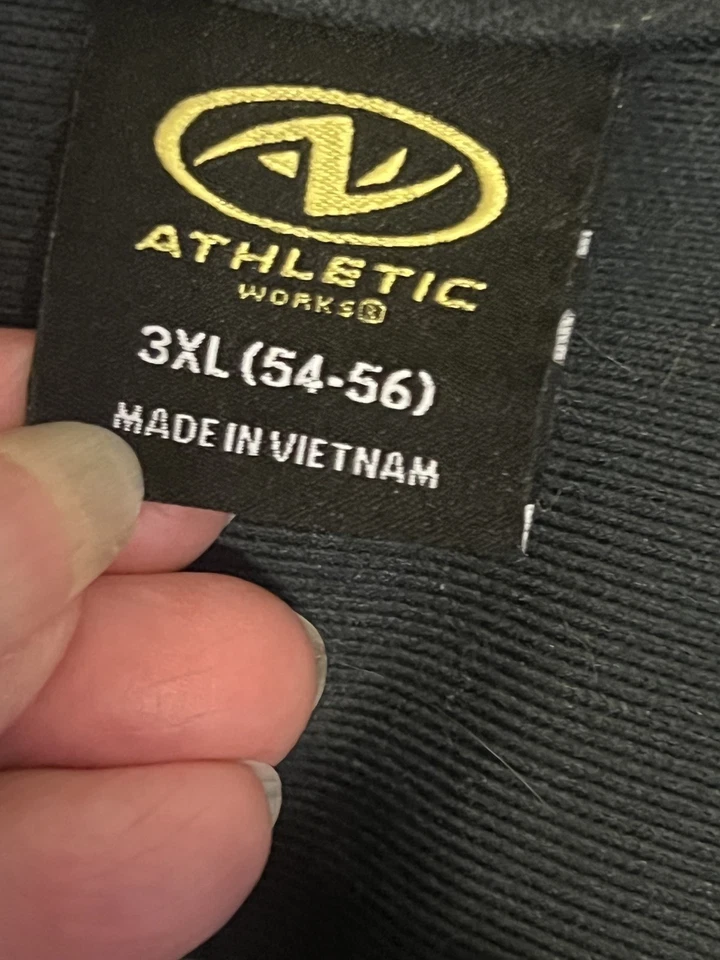 ATHLETIC
WORKS®
3XL (54-56)
MADE IN VIETNAM